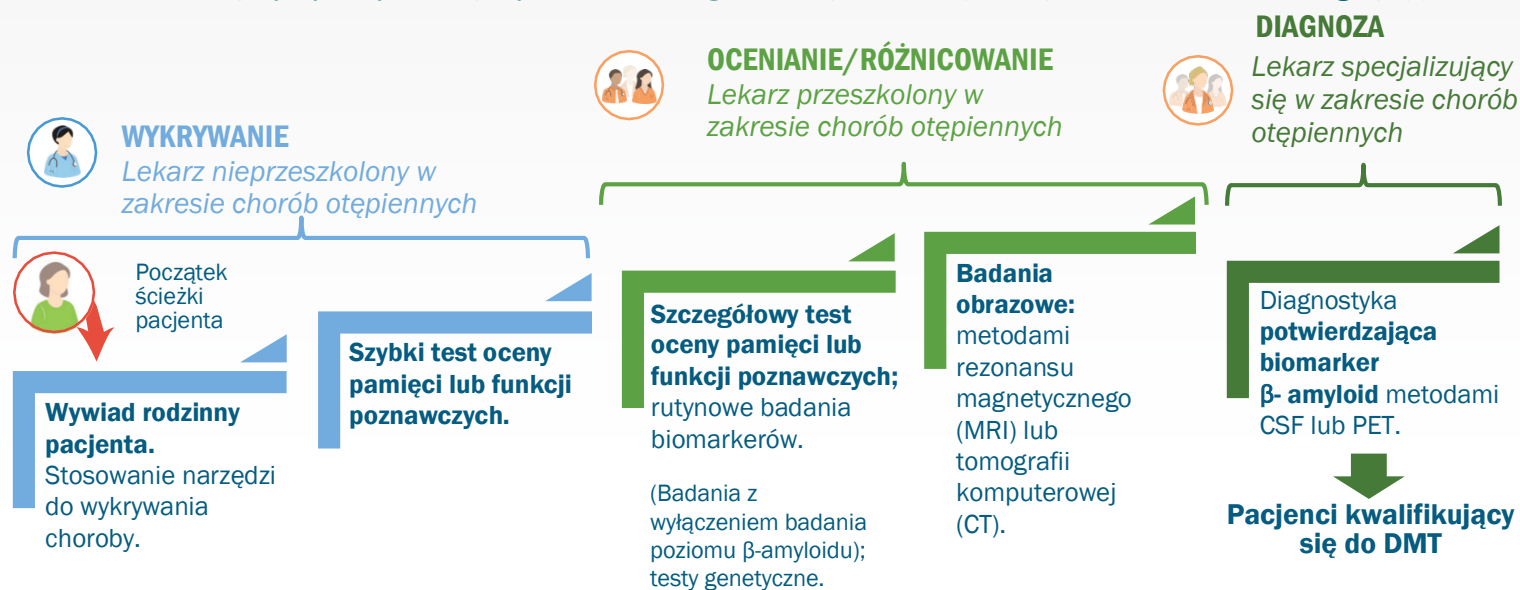 WYKRYWANIE
Lekarz nieprzeszkolony w
zakresie chorób otępiennych
Początek
ścieżki
pacjenta
Wywiad rodzinny
pacjenta.
Stosowanie narzędzi
do wykrywania
choroby.
Szybki test oceny
pamięci lub funkcji
poznawczych.
OCENIANIE/RÓŻNICOWANIE
Lekarz przeszkolony w
zakresie chorób otępiennych
Szczegółowy test
oceny pamięci lub
funkcji poznawczych;
rutynowe badania
biomarkerów.
(Badania z
wyłączeniem badania
poziomu β-amyloidu);
testy genetyczne.
Badania
obrazowe:
metodami
rezonansu
magnetycznego
(MRI) lub
tomografii
komputerowej
(CT).
DIAGNOZA
Lekarz specjalizujący
się w zakresie chorób
otępiennych
Diagnostyka
potwierdzająca
biomarker
β- amyloid metodami
CSF lub PET.
Pacjenci kwalifikujący
się do DMT